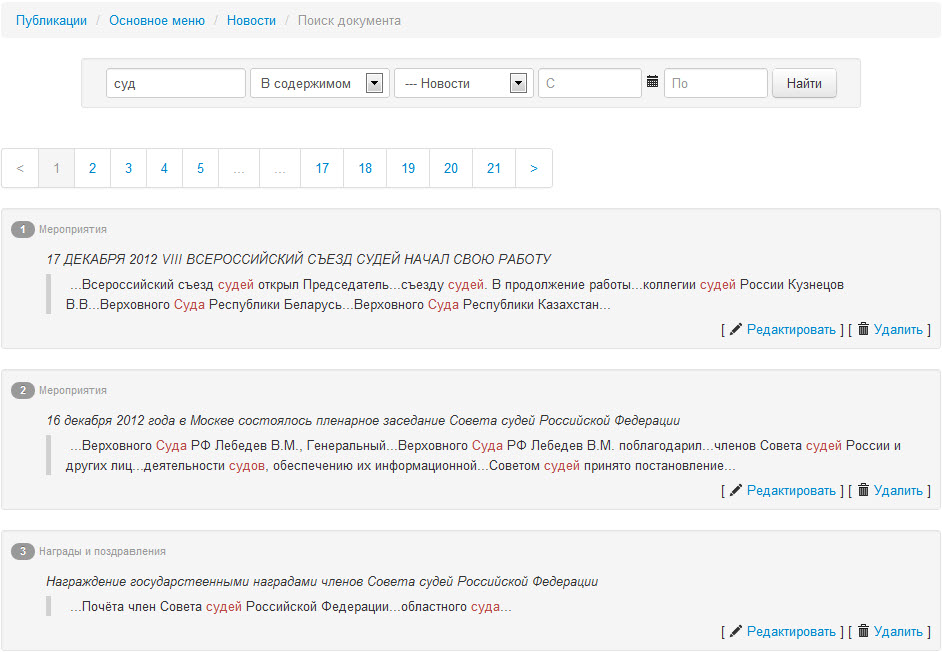 Публикации / Основное меню / Новости / Поиск документа
суд В содержимом --- Новости С По Найти
< 1 2 3 4 5 ... ... 17 18 19 20 21 >
1 Мероприятия
17 ДЕКАБРЯ 2012 VIII ВСЕРОССИЙСКИЙ СЪЕЗД СУДЕЙ НАЧАЛ СВОЮ РАБОТУ
...Всероссийский съезд судей открыл Председатель...съезду судей. В продолжение работы...коллегии судей России Кузнецов
В.В...Верховного Суда Республики Беларусь...Верховного Суда Республики Казахстан...
[ Редактировать ] [ Удалить ]
2 Мероприятия
16 декабря 2012 года в Москве состоялось пленарное заседание Совета судей Российской Федерации
...Верховного Суда РФ Лебедев В.М., Генеральный...Верховного Суда РФ Лебедев В.М. поблагодарил...членов Совета судей России и
других лиц...деятельности судов, обеспечению их информационной...Советом судей принято постановление...
[ Редактировать ] [ Удалить ]
3 Награды и поздравления
Награждение государственными наградами членов Совета судей Российской Федерации
...Почёта член Совета судей Российской Федерации...областного суда...
[ Редактировать ] [ Удалить ]